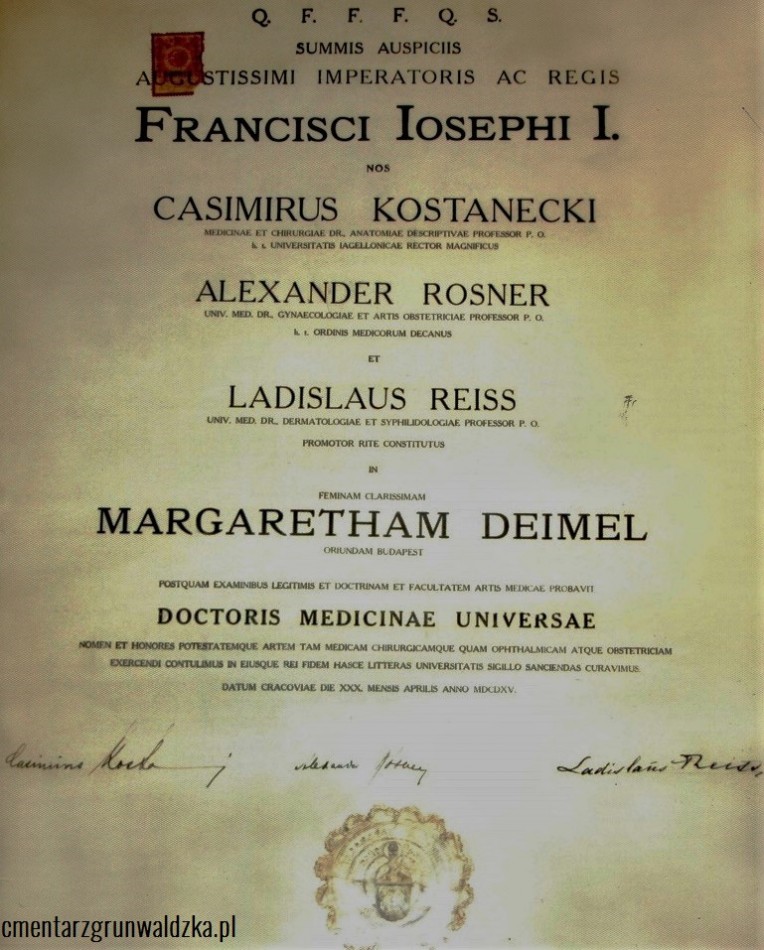 Q. F. F. F. Q. S.
SUMMIS AUSPICIIS
AUGUSTISSIMI IMPERATORIS AC REGIS
FRANCISCI IOSEPHI I.
NOS
CASIMIRUS KOSTANECKI
MEDICINAE ET CHIRURGIAE DR., ANATOMIAE DESCRIPTIVAE PROFESSOR P. O.
h. t. UNIVERSITATIS IAGELLONICAE RECTOR MAGNIFICUS
ALEXANDER ROSNER
UNIV. MED. DR., GYNAECOLOGIAE ET ARTIS OBSTETRICIAE PROFESSOR P. O.
h. t. ORDINIS MEDICORUM DECANUS
ET
LADISLAUS REISS
UNIV. MED. DR., DERMATOLOGIAE ET SYPHILIDOLOGIAE PROFESSOR P. O.
PROMOTOR RITE CONSTITUTUS
IN
FEMINAM CLARISSIMAM
MARGARETHAM DEIMEL
ORIUNDAM BUDAPEST
POSTQUAM EXAMINIBUS LEGITIMIS ET DOCTRINAM ET FACULTATEM ARTIS MEDICAE PROBAVIT
DOCTORIS MEDICINAE UNIVERSAE
NOMEN ET HONORES POTESTATEMQUE ARTEM TAM MEDICAM CHIRURGICAMQUE QUAM OPHTHALMICAM ATQUE OBSTETRICIAM
EXERCENDI CONTULIMUS IN EIUSQUE REI FIDEM HASCE LITTERAS UNIVERSITATIS SIGILLO SANCIENDAS CURAVIMUS.
DATUM CRACOVIAE DIE XXX. MENSIS APRILIS ANNO MDCDXV.
Casimirus Alexander Rosner Ladislaus Reiss
cmentarzgrunwaldzka.pl